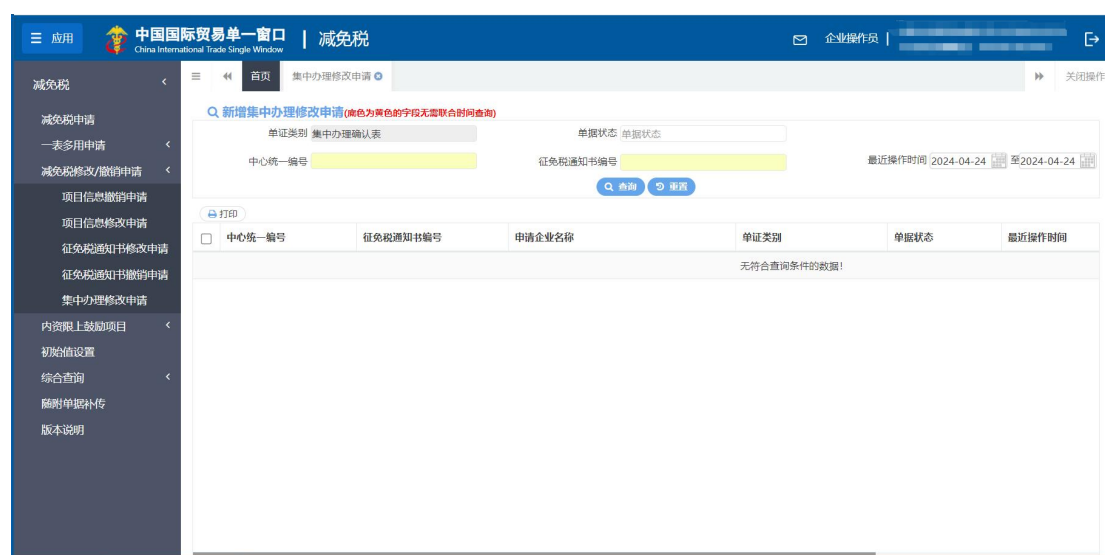 应用
中国国际贸易单一窗口 | 减免税
China International Trade Single Window
企业操作员 |
减免税
首页
集中办理修改申请
关闭操作
减免税申请
一表多用申请
减免税修改/撤销申请
项目信息撤销申请
项目信息修改申请
征免税通知书修改申请
征免税通知书撤销申请
集中办理修改申请
内资限上鼓励项目
初始值设置
综合查询
随附单据补传
版本说明
新增集中办理修改申请(底色为黄色的字段无需联合时间查询)
单证类别 集中办理确认表 单据状态 单据状态
中心统一编号 征免税通知书编号 最近操作时间 2024-04-24 至2024-04-24
查询 重置
打印
中心统一编号 征免税通知书编号 申请企业名称 单证类别 单据状态 最近操作时间
无符合查询条件的数据!